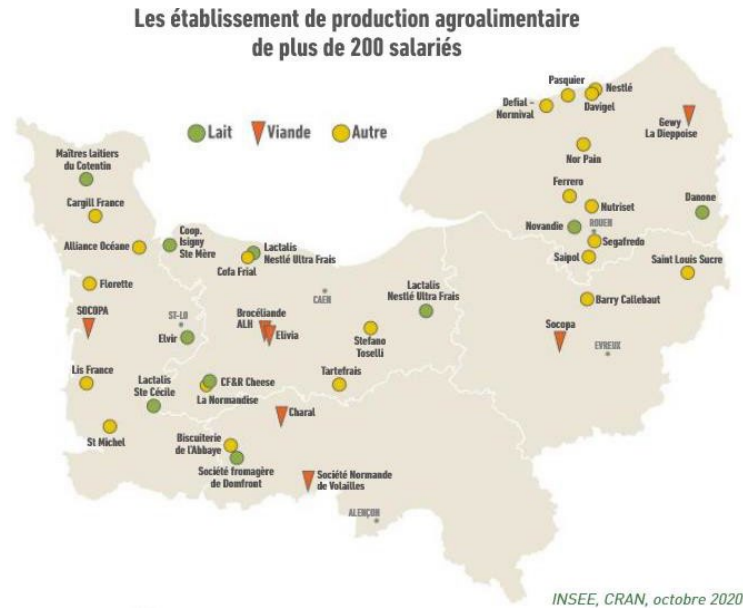 Les établissement de production agroalimentaire
de plus de 200 salariés
Lait
Viande
Autre
Pasquier
Nestlé
Defial -
Normival
Davigel
Gewy
La Dieppoise
Nor Pain
Maîtres laitiers
du Cotentin
Cargill France
Ferrero
Nutriset
Danone
Novandie
ROUEN
Alliance Océane
Coop.
Isigny
Ste Mère
Lactalis
Nestlé Ultra Frais
Cofa Frial
Segafredo
Saipol
Saint Louis Sucre
Florette
CAEN
Lactalis
Nestlé Ultra Frais
Barry Callebaut
SOCOPA
ST-LO
Brocéliande
ALH
Elivia
Elvir
Stefano
Toselli
Socopa
EVREUX
Lis France
Lactalis
Ste Cécile
CF&R Cheese
La Normandise
Tartefrais
Charal
St Michel
Biscuiterie
de l'Abbaye
Société fromagère
de Domfront
Société Normande
de Volailles
ALENÇON
INSEE, CRAN, octobre 2020